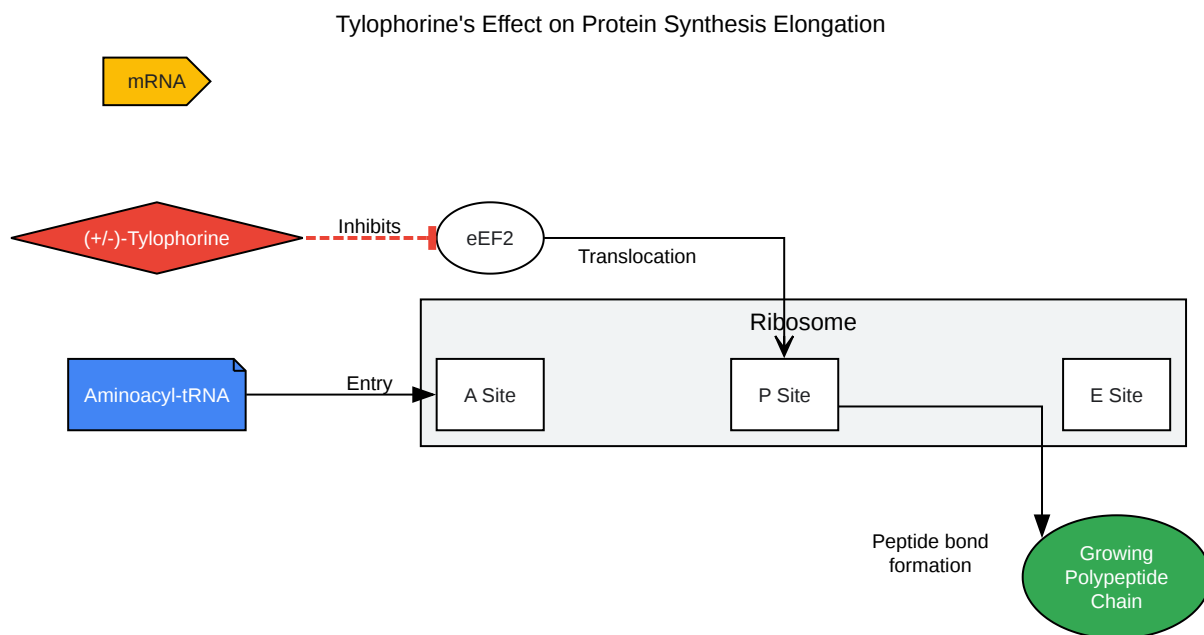 Tylophorine's Effect on Protein Synthesis Elongation
mRNA
(+/-)-Tylophorine
Inhibits
eEF2
Translocation
Ribosome
Aminoacyl-tRNA
Entry
A Site
P Site
E Site
Peptide bond
formation
Growing
Polypeptide
Chain